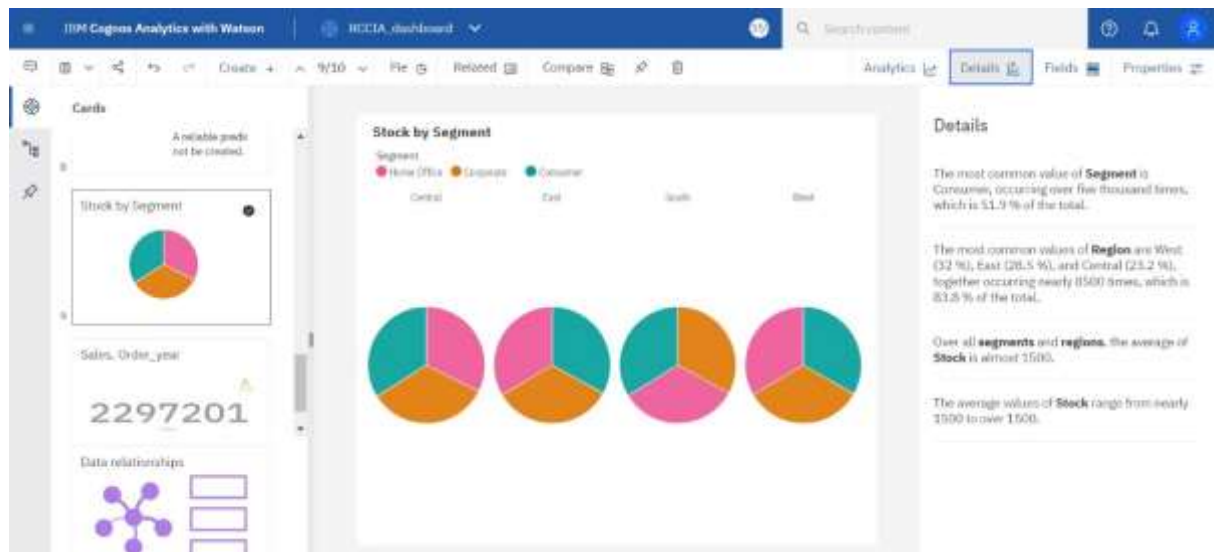 IBM Cognos Analytics with Watson
RCCIA_dashboard
Search content
Create +
9/10
Pie
Related
Compare
Analytics
Details
Fields
Properties
Cards
A reliable predic
not be created.
Stock by Segment
Sales, Order_year
2297201
Data relationships
Stock by Segment
Segment
Home Office Corporate Consumer
Central East South West
Details
The most common value of Segment is
Consumer, occurring over five thousand times,
which is 51.9 % of the total.
The most common values of Region are West
(32 %), East (28.5 %), and Central (23.2 %),
together occurring nearly 8500 times, which is
83.8 % of the total.
Over all segments and regions, the average of
Stock is almost 1500.
The average values of Stock range from nearly
1500 to over 1500.